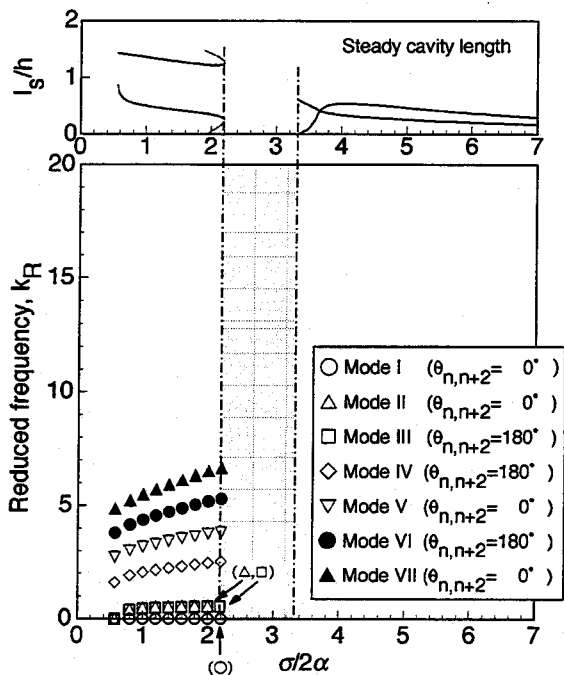 2
1
0
l_s/h
Steady cavity length
0 1 2 3 4 5 6 7
20
15
10
5
0
Reduced frequency, k_R
Mode I (θ_n,n+2= 0°)
Mode II (θ_n,n+2= 0°)
Mode III (θ_n,n+2=180°)
Mode IV (θ_n,n+2=180°)
Mode V (θ_n,n+2= 0°)
Mode VI (θ_n,n+2=180°)
Mode VII (θ_n,n+2= 0°)
(△,□)
0 1 2 3 4 5 6 7
(○)
σ/2α